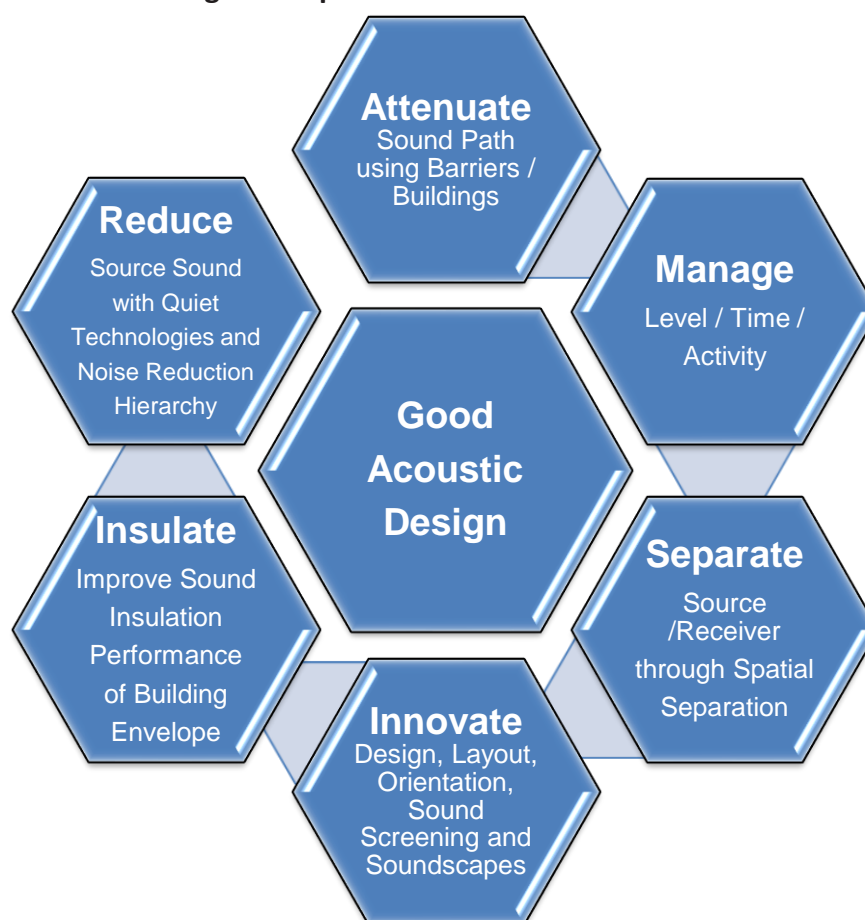 Attenuate
Sound Path
using Barriers /
Buildings
Reduce
Source Sound
with Quiet
Technologies and
Noise Reduction
Hierarchy
Manage
Level / Time /
Activity
Good
Acoustic
Design
Insulate
Improve Sound
Insulation
Performance
of Building
Envelope
Separate
Source
/Receiver
through Spatial
Separation
Innovate
Design, Layout,
Orientation,
Sound
Screening and
Soundscapes